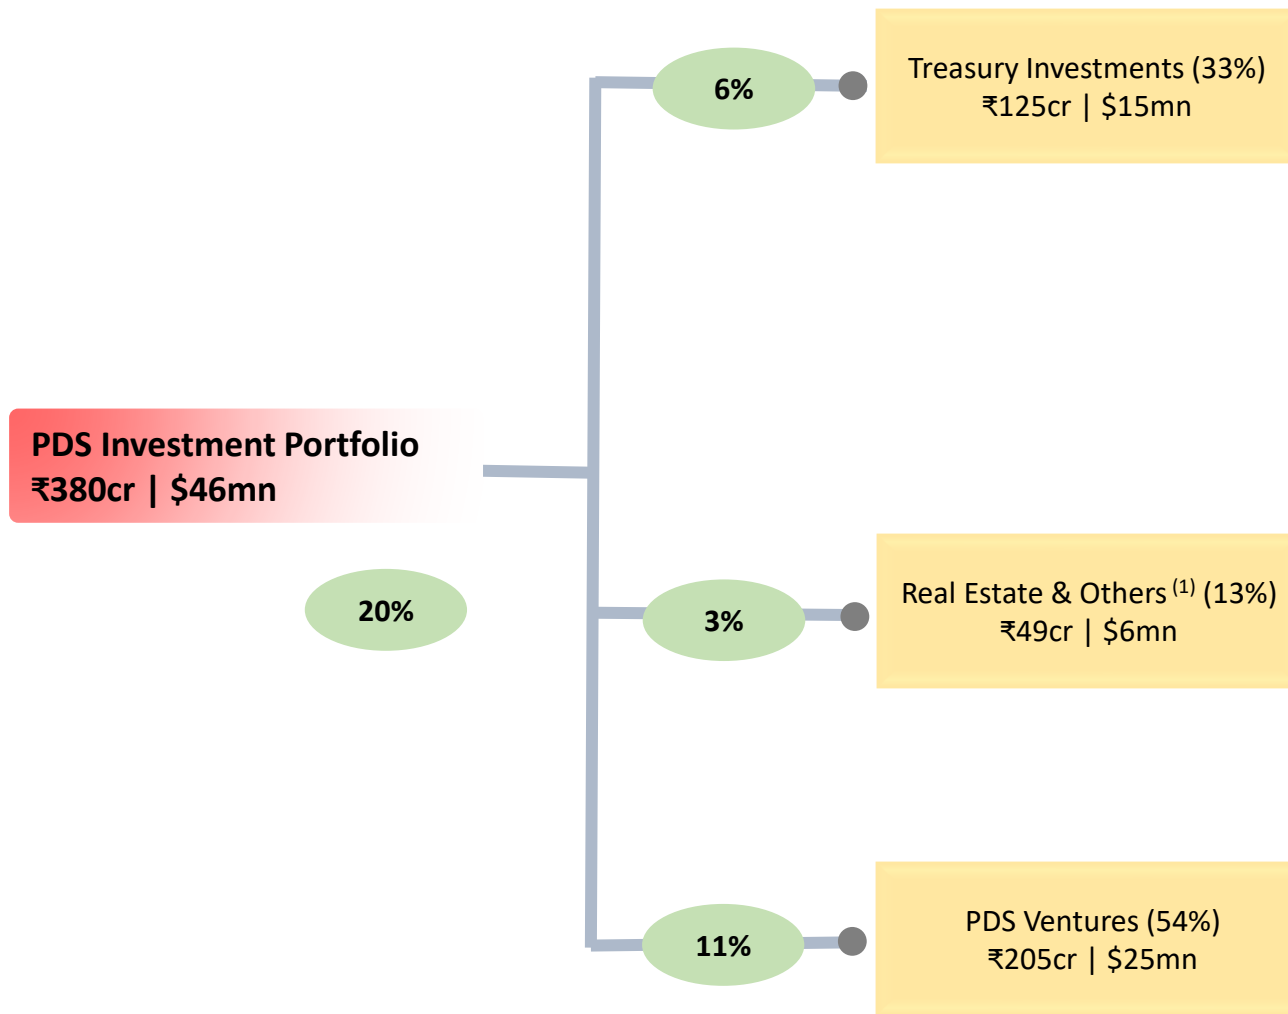 6%
Treasury Investments (33%)
₹125cr | $15mn
PDS Investment Portfolio
₹380cr | $46mn
20%
3%
Real Estate & Others (1) (13%)
₹49cr | $6mn
11%
PDS Ventures (54%)
₹205cr | $25mn